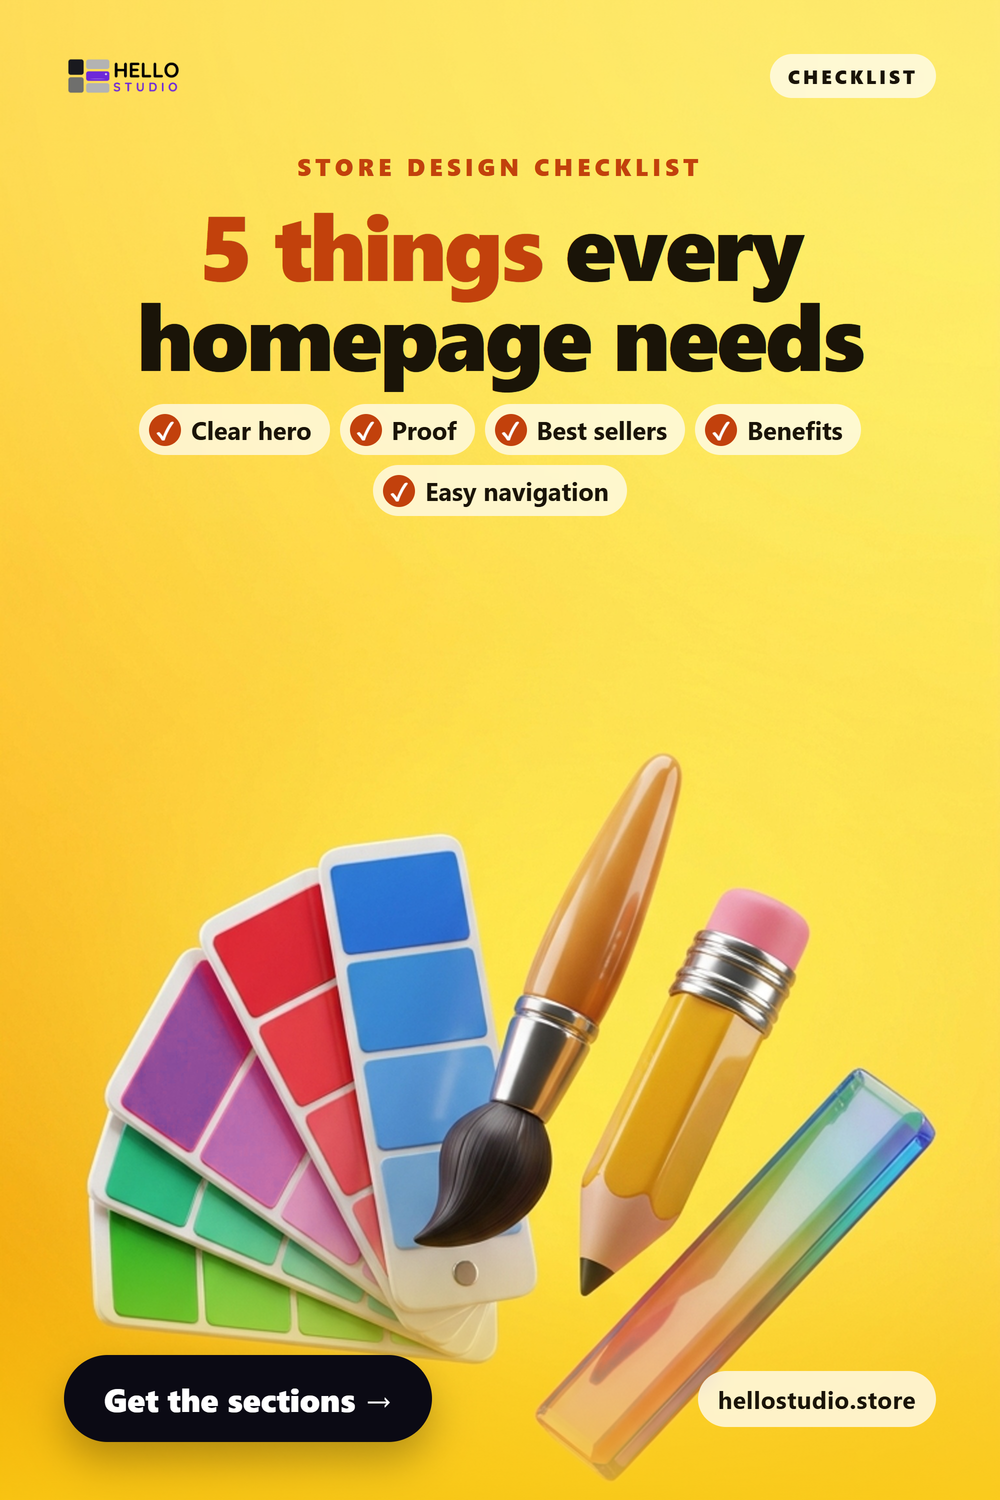 HELLO
STUDIO
CHECKLIST
STORE DESIGN CHECKLIST
5 things every
homepage needs
✓ Clear hero ✓ Proof ✓ Best sellers ✓ Benefits
✓ Easy navigation
Get the sections →
hellostudio.store